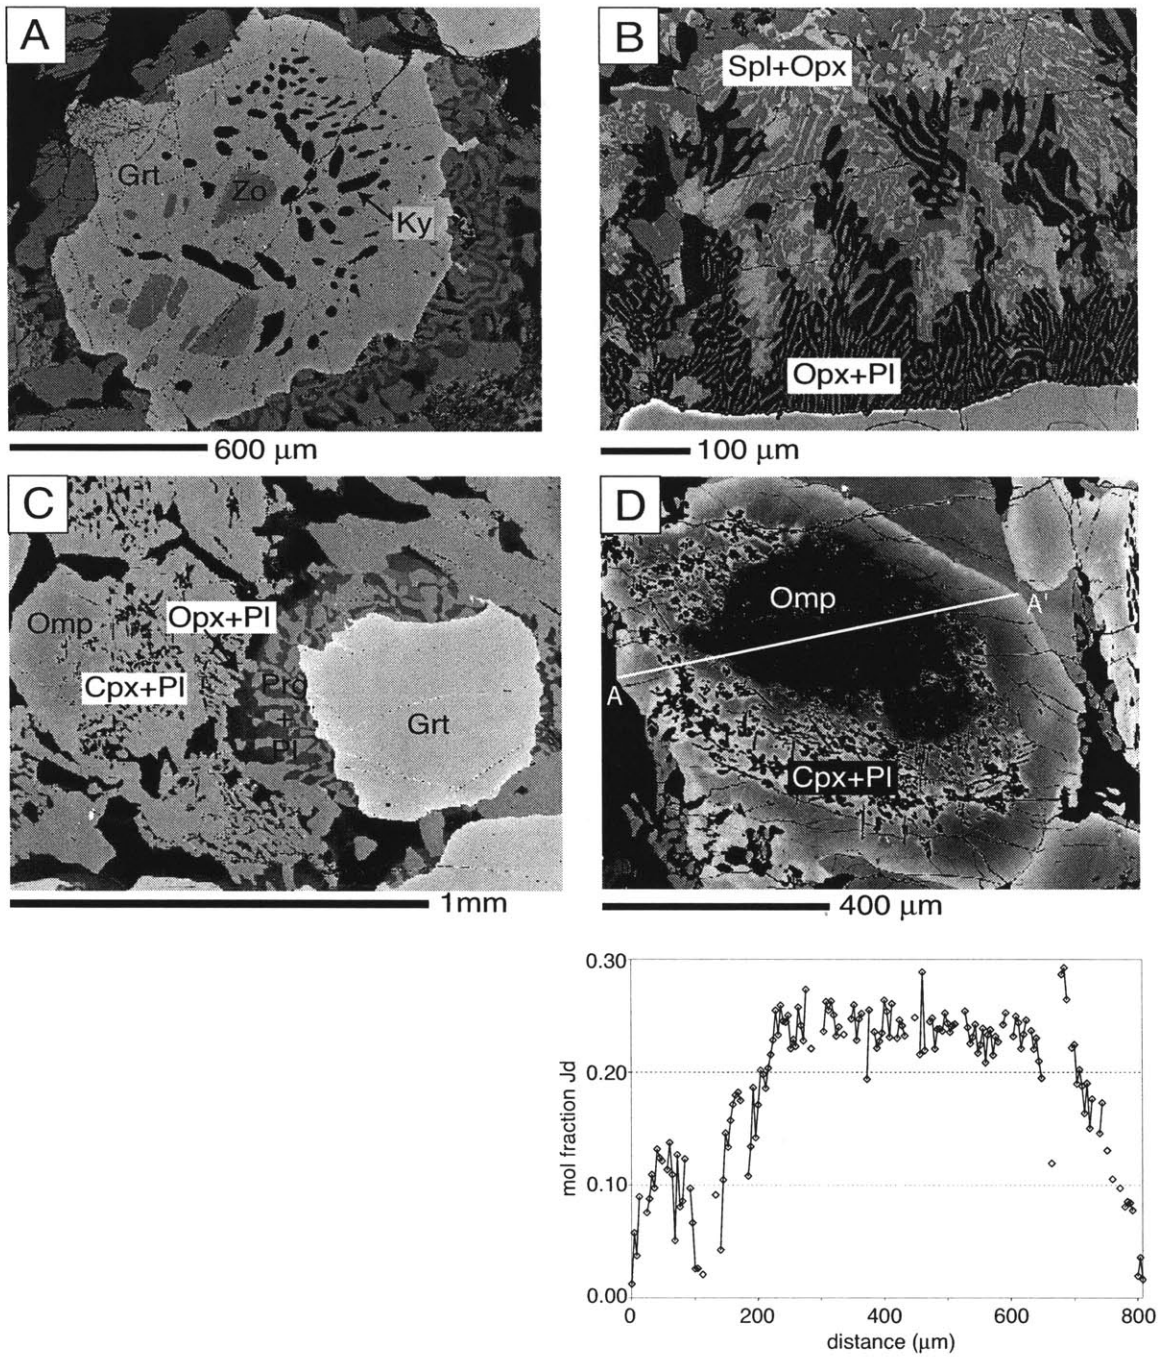 A
Grt
Zo
Ky
600 µm
B
Spl+Opx
Opx+Pl
100 µm
C
Omp
Opx+Pl
Cpx+Pl
Prg
+
Pl
Grt
1mm
D
Omp
A'
A
Cpx+Pl
400 µm
0.30
0.20
0.10
0.00
mol fraction Jd
0
200
400
600
800
distance (µm)